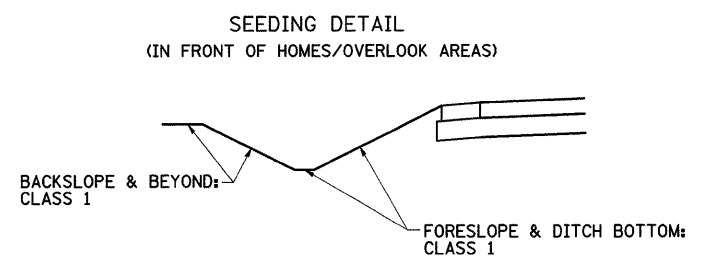 SEEDING DETAIL
(IN FRONT OF HOMES/OVERLOOK AREAS)
BACKSLOPE & BEYOND:
CLASS 1
FORESLOPE & DITCH BOTTOM:
CLASS 1